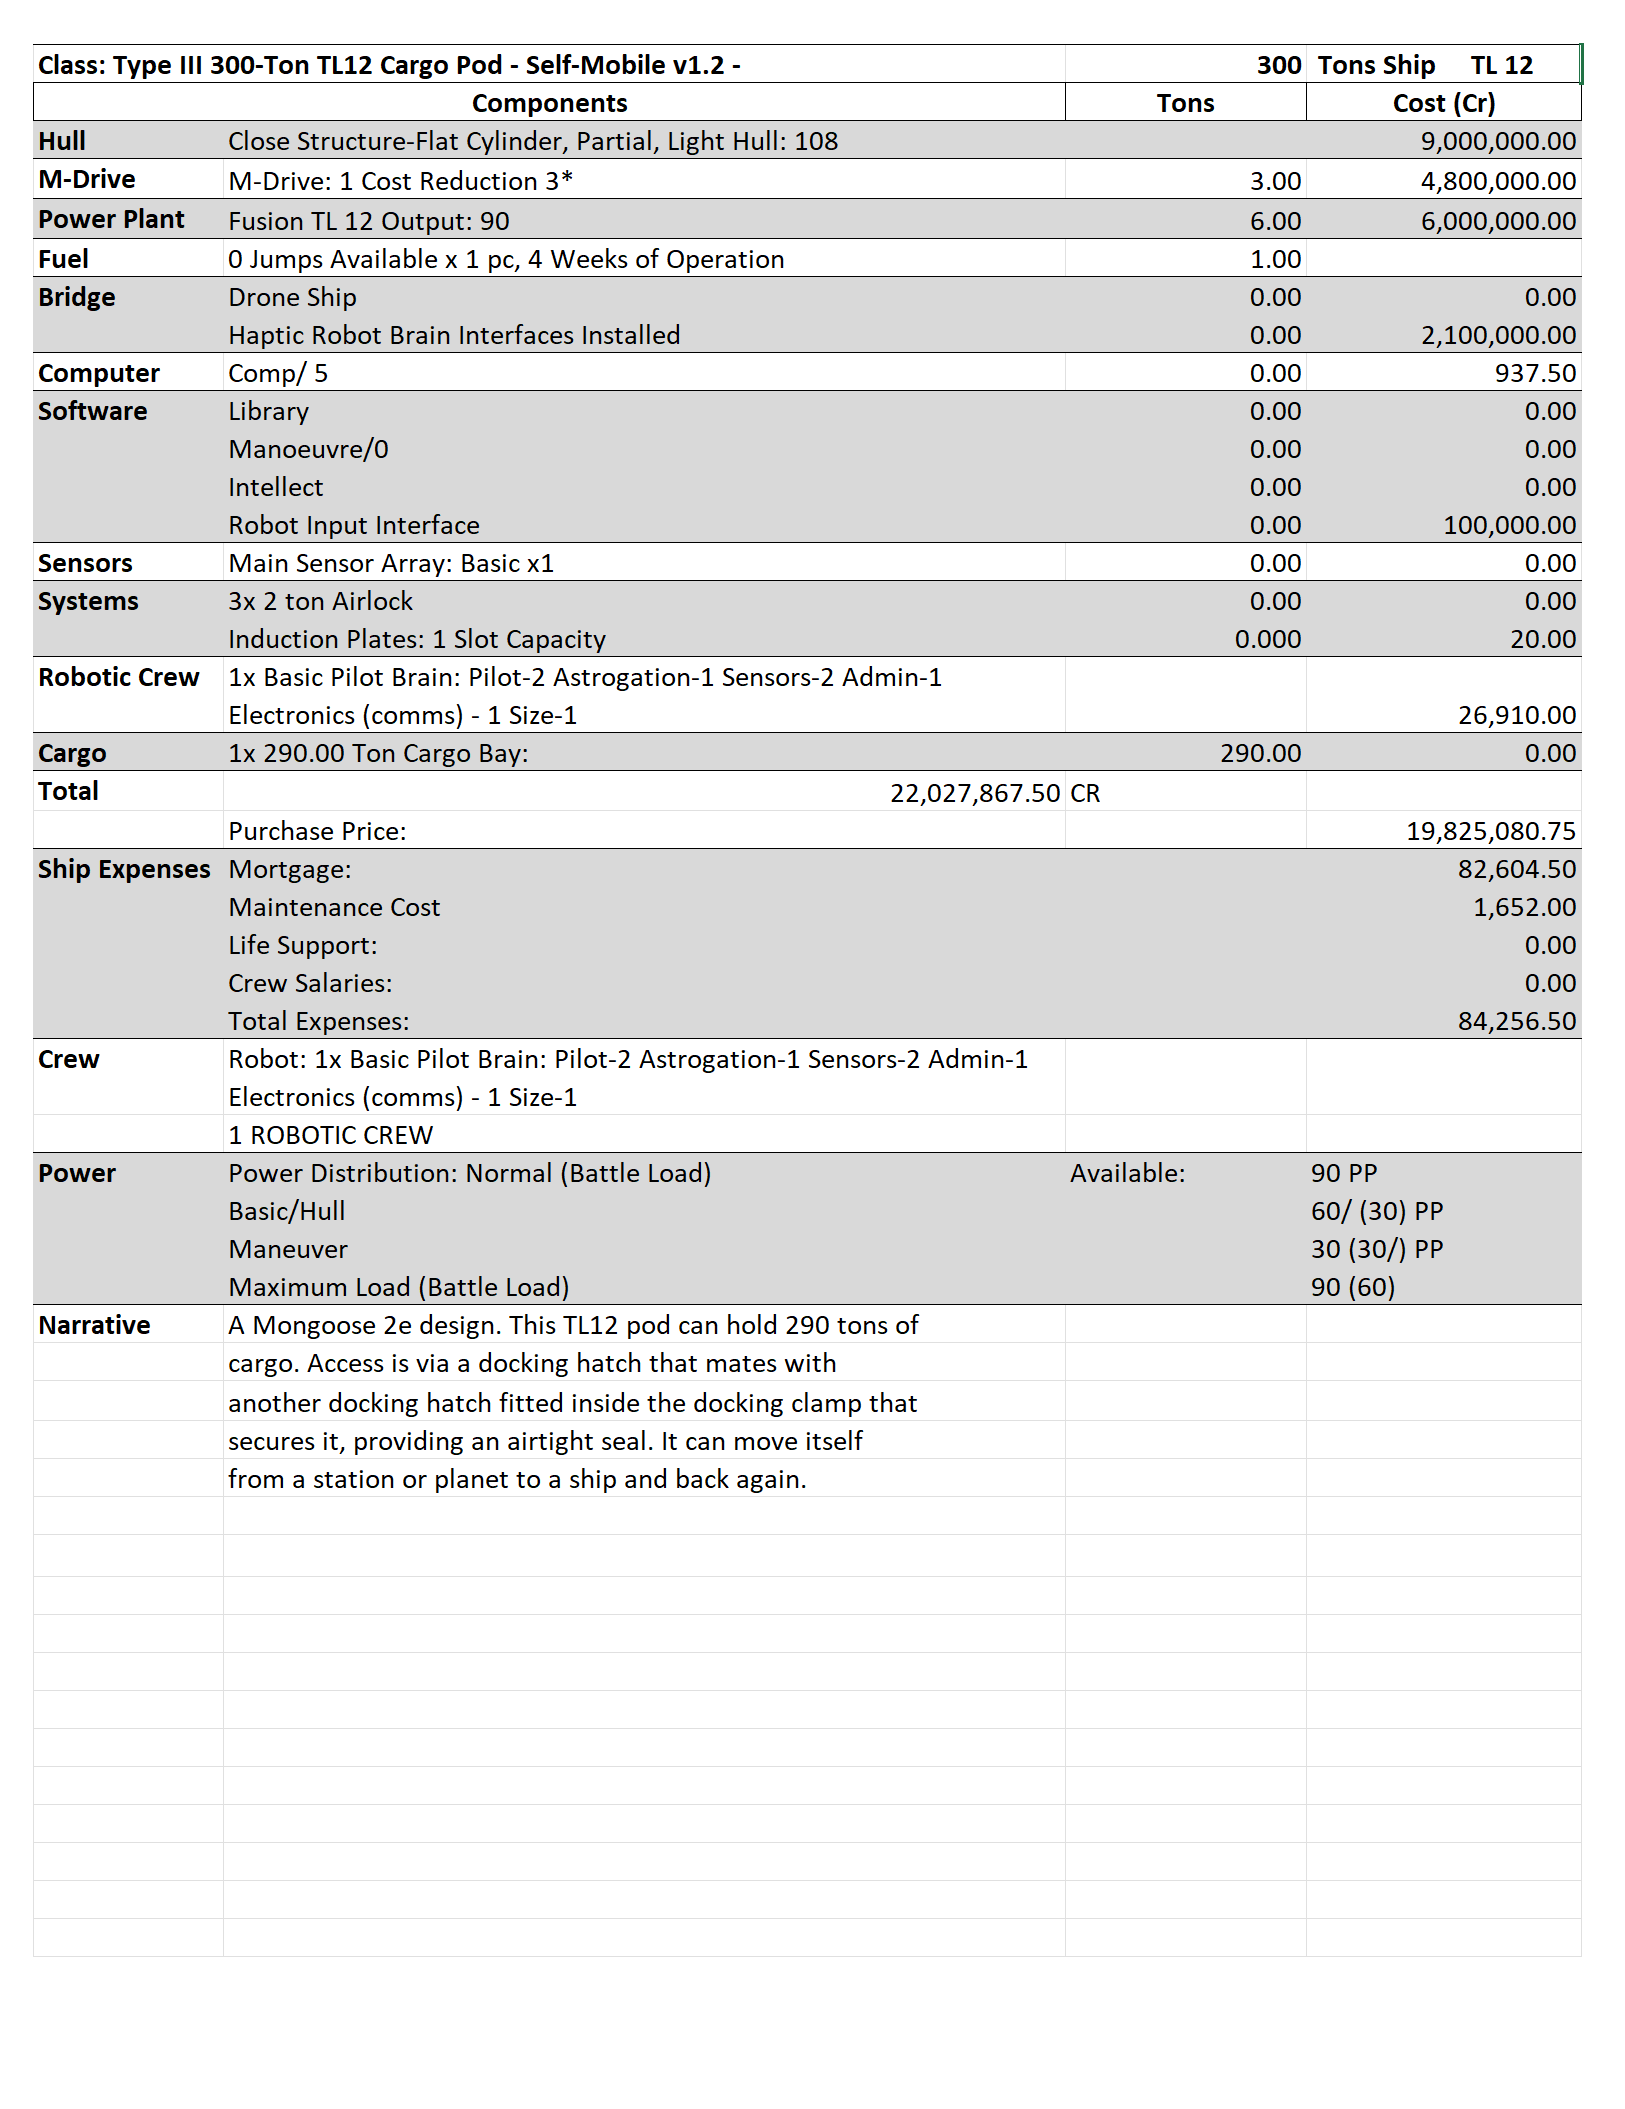 Class: Type III 300-Ton TL12 Cargo Pod - Self-Mobile v1.2 - 300 Tons Ship TL 12
Components Tons Cost (Cr)
Hull Close Structure-Flat Cylinder, Partial, Light Hull: 108 9,000,000.00
M-Drive M-Drive: 1 Cost Reduction 3* 3.00 4,800,000.00
Power Plant Fusion TL 12 Output: 90 6.00 6,000,000.00
Fuel 0 Jumps Available x 1 pc, 4 Weeks of Operation 1.00
Bridge Drone Ship 0.00 0.00
Haptic Robot Brain Interfaces Installed 0.00 2,100,000.00
Computer Comp/ 5 0.00 937.50
Software Library 0.00 0.00
Manoeuvre/0 0.00 0.00
Intellect 0.00 0.00
Robot Input Interface 0.00 100,000.00
Sensors Main Sensor Array: Basic x1 0.00 0.00
Systems 3x 2 ton Airlock 0.00 0.00
Induction Plates: 1 Slot Capacity 0.000 20.00
Robotic Crew 1x Basic Pilot Brain: Pilot-2 Astrogation-1 Sensors-2 Admin-1
Electronics (comms) - 1 Size-1 26,910.00
Cargo 1x 290.00 Ton Cargo Bay: 290.00 0.00
Total 22,027,867.50 CR
Purchase Price: 19,825,080.75
Ship Expenses Mortgage: 82,604.50
Maintenance Cost 1,652.00
Life Support: 0.00
Crew Salaries: 0.00
Total Expenses: 84,256.50
Crew Robot: 1x Basic Pilot Brain: Pilot-2 Astrogation-1 Sensors-2 Admin-1
Electronics (comms) - 1 Size-1
1 ROBOTIC CREW
Power Power Distribution: Normal (Battle Load) Available: 90 PP
Basic/Hull 60/ (30) PP
Maneuver 30 (30/) PP
Maximum Load (Battle Load) 90 (60)
Narrative A Mongoose 2e design. This TL12 pod can hold 290 tons of
cargo. Access is via a docking hatch that mates with
another docking hatch fitted inside the docking clamp that
secures it, providing an airtight seal. It can move itself
from a station or planet to a ship and back again.